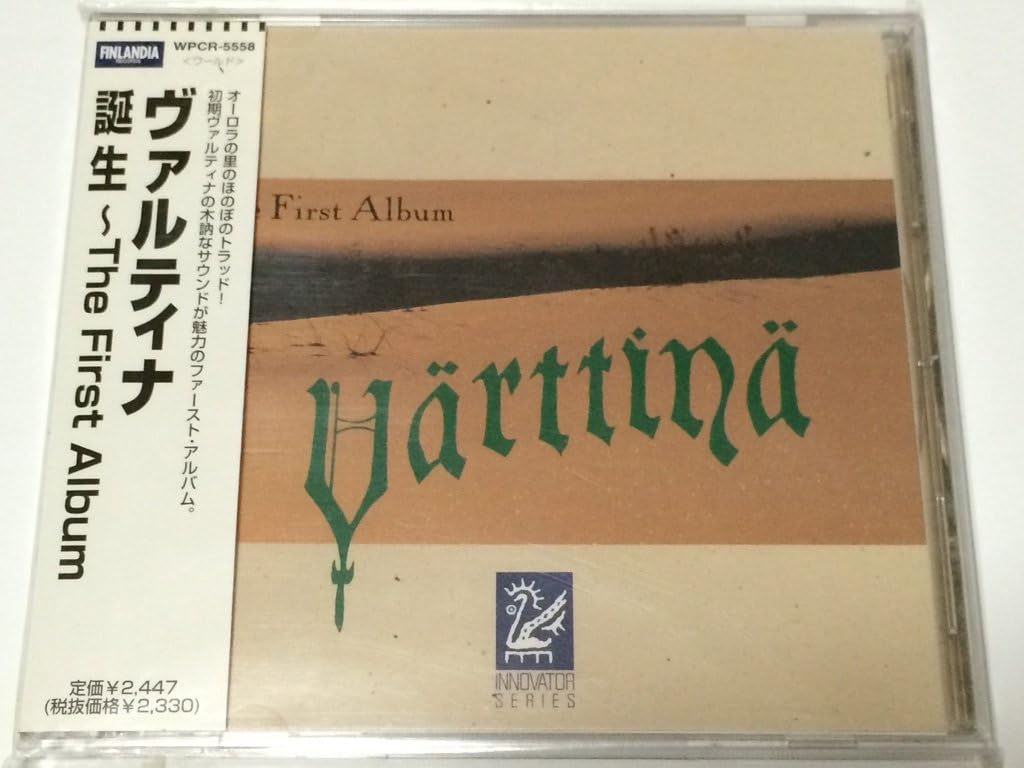 FINLANDIA
RECORDS
WPCR-5558
<ワールド>
オーロラの里のほのぼのトラッド!
初期ヴァルティナの木訥なサウンドが魅力のファースト・アルバム。
ヴァルティナ
誕生 ~The First Album
定価¥2,447
(税抜価格¥2,330)
First Album
Värttinä
INNOVATOR
SERIES